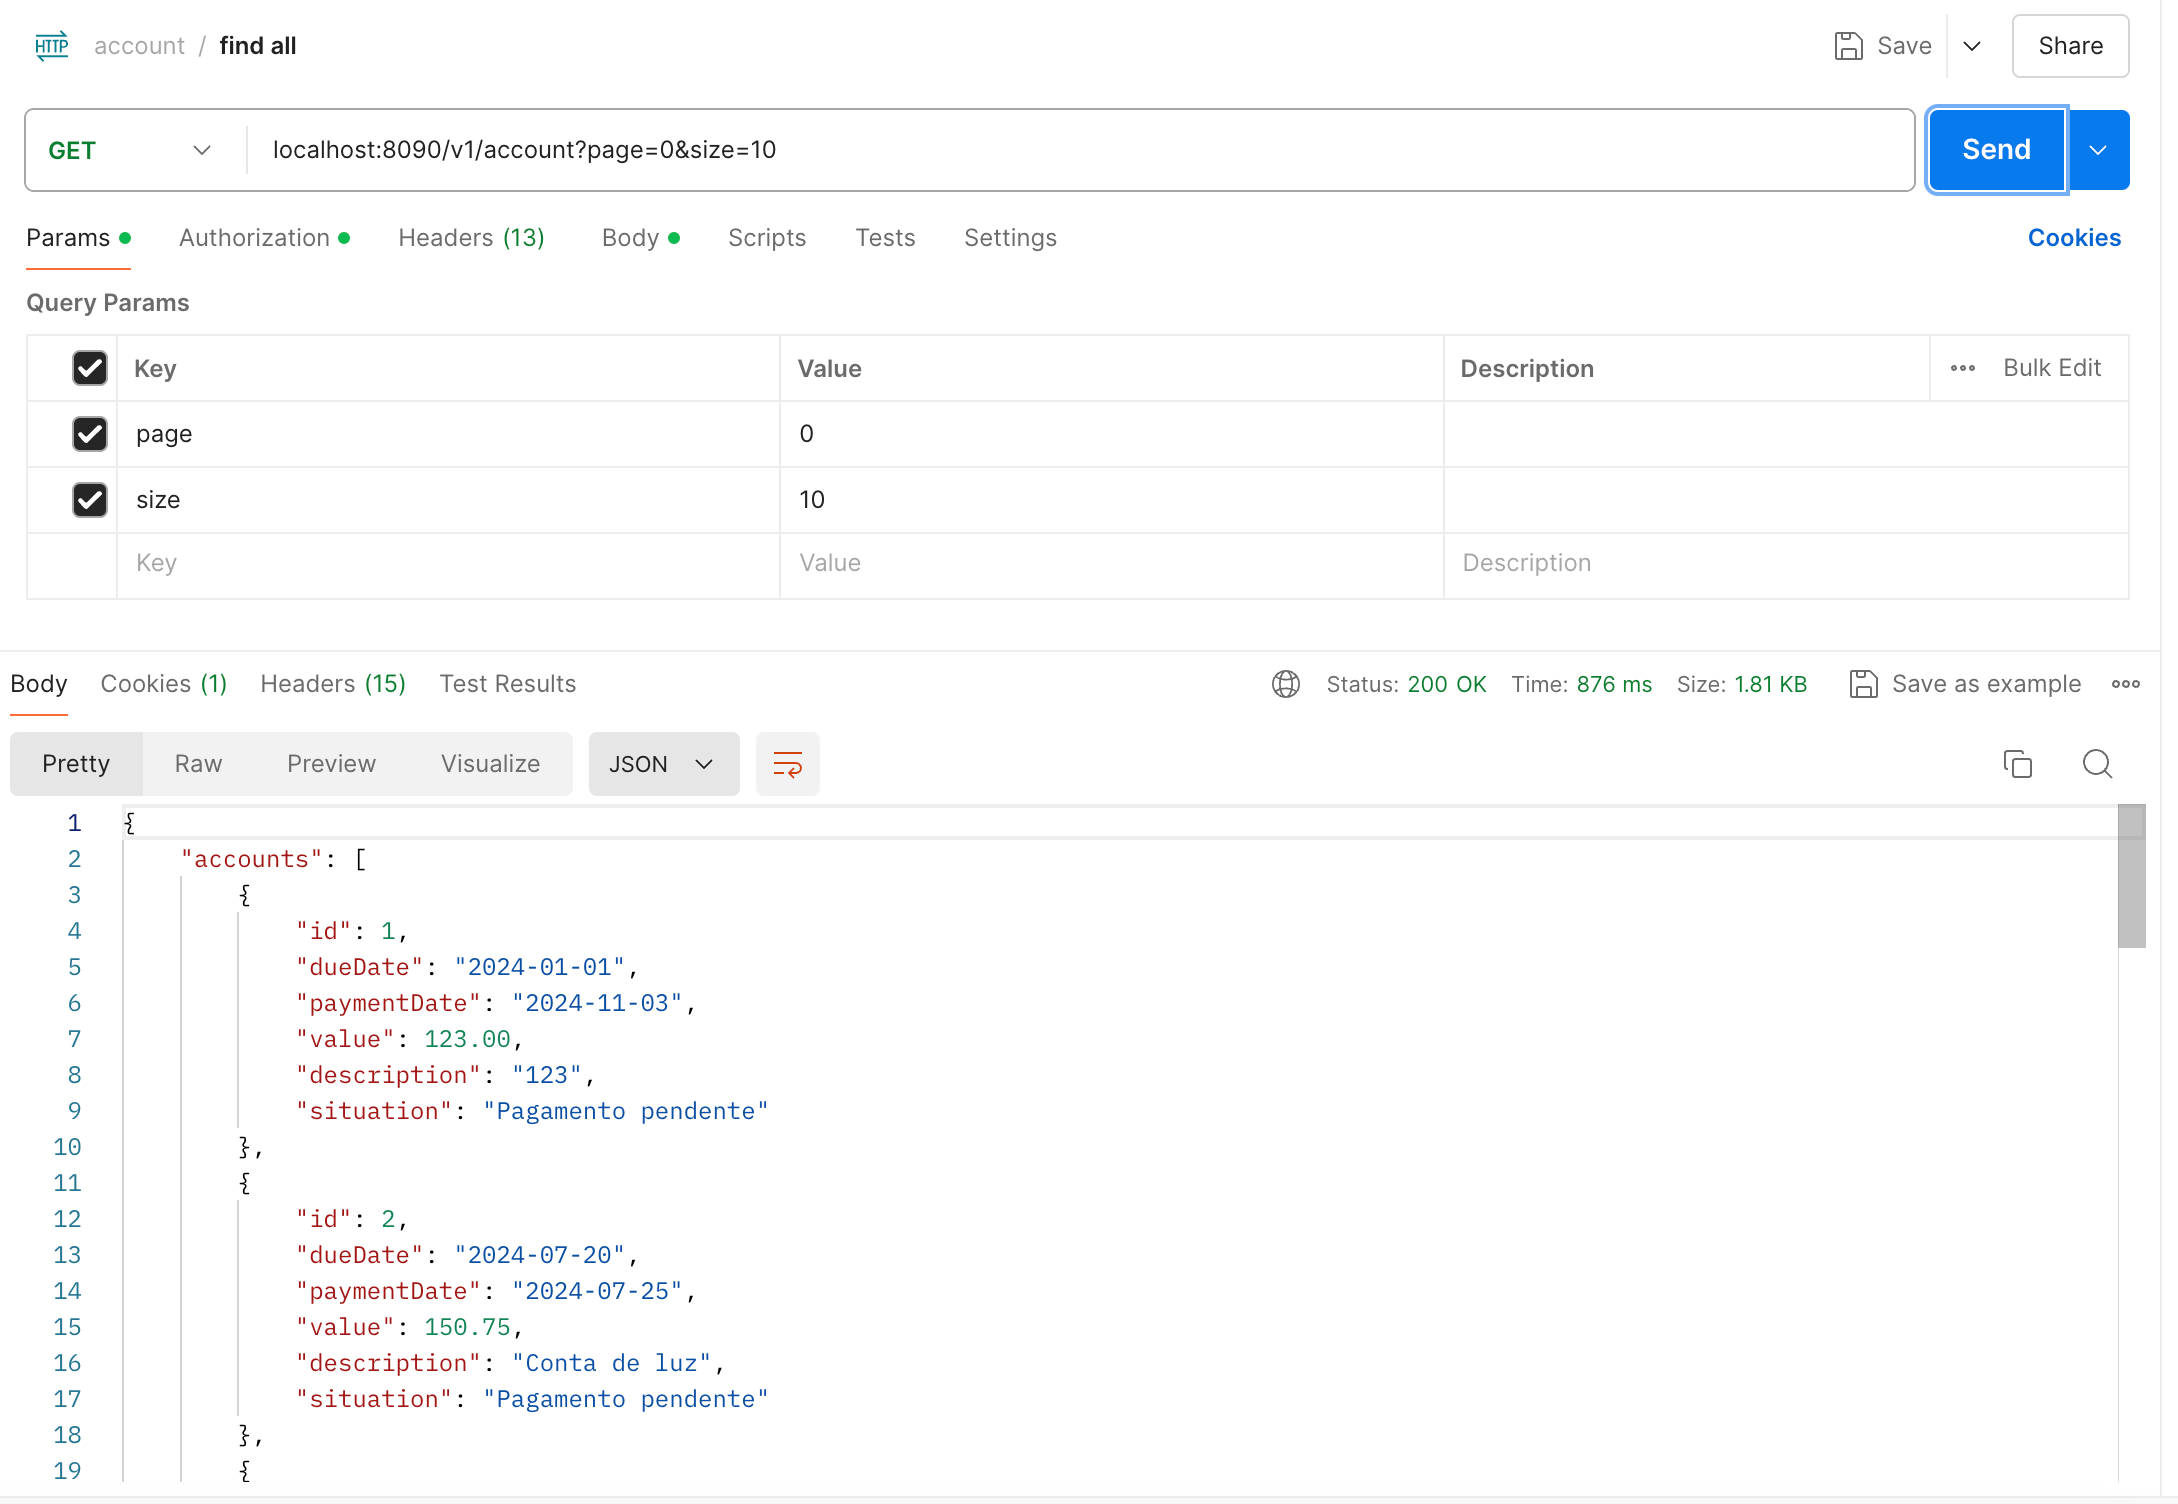 HTTP account / find all Save Share
GET localhost:8090/v1/account?page=0&size=10 Send
Params Authorization Headers (13) Body Scripts Tests Settings Cookies
Query Params
Key Value Description Bulk Edit
page 0
size 10
Key Value Description
Body Cookies (1) Headers (15) Test Results Status: 200 OK Time: 876 ms Size: 1.81 KB Save as example
Pretty Raw Preview Visualize JSON
1 {
2 "accounts": [
3 {
4 "id": 1,
5 "dueDate": "2024-01-01",
6 "paymentDate": "2024-11-03",
7 "value": 123.00,
8 "description": "123",
9 "situation": "Pagamento pendente"
10 },
11 {
12 "id": 2,
13 "dueDate": "2024-07-20",
14 "paymentDate": "2024-07-25",
15 "value": 150.75,
16 "description": "Conta de luz",
17 "situation": "Pagamento pendente"
18 },
19 {